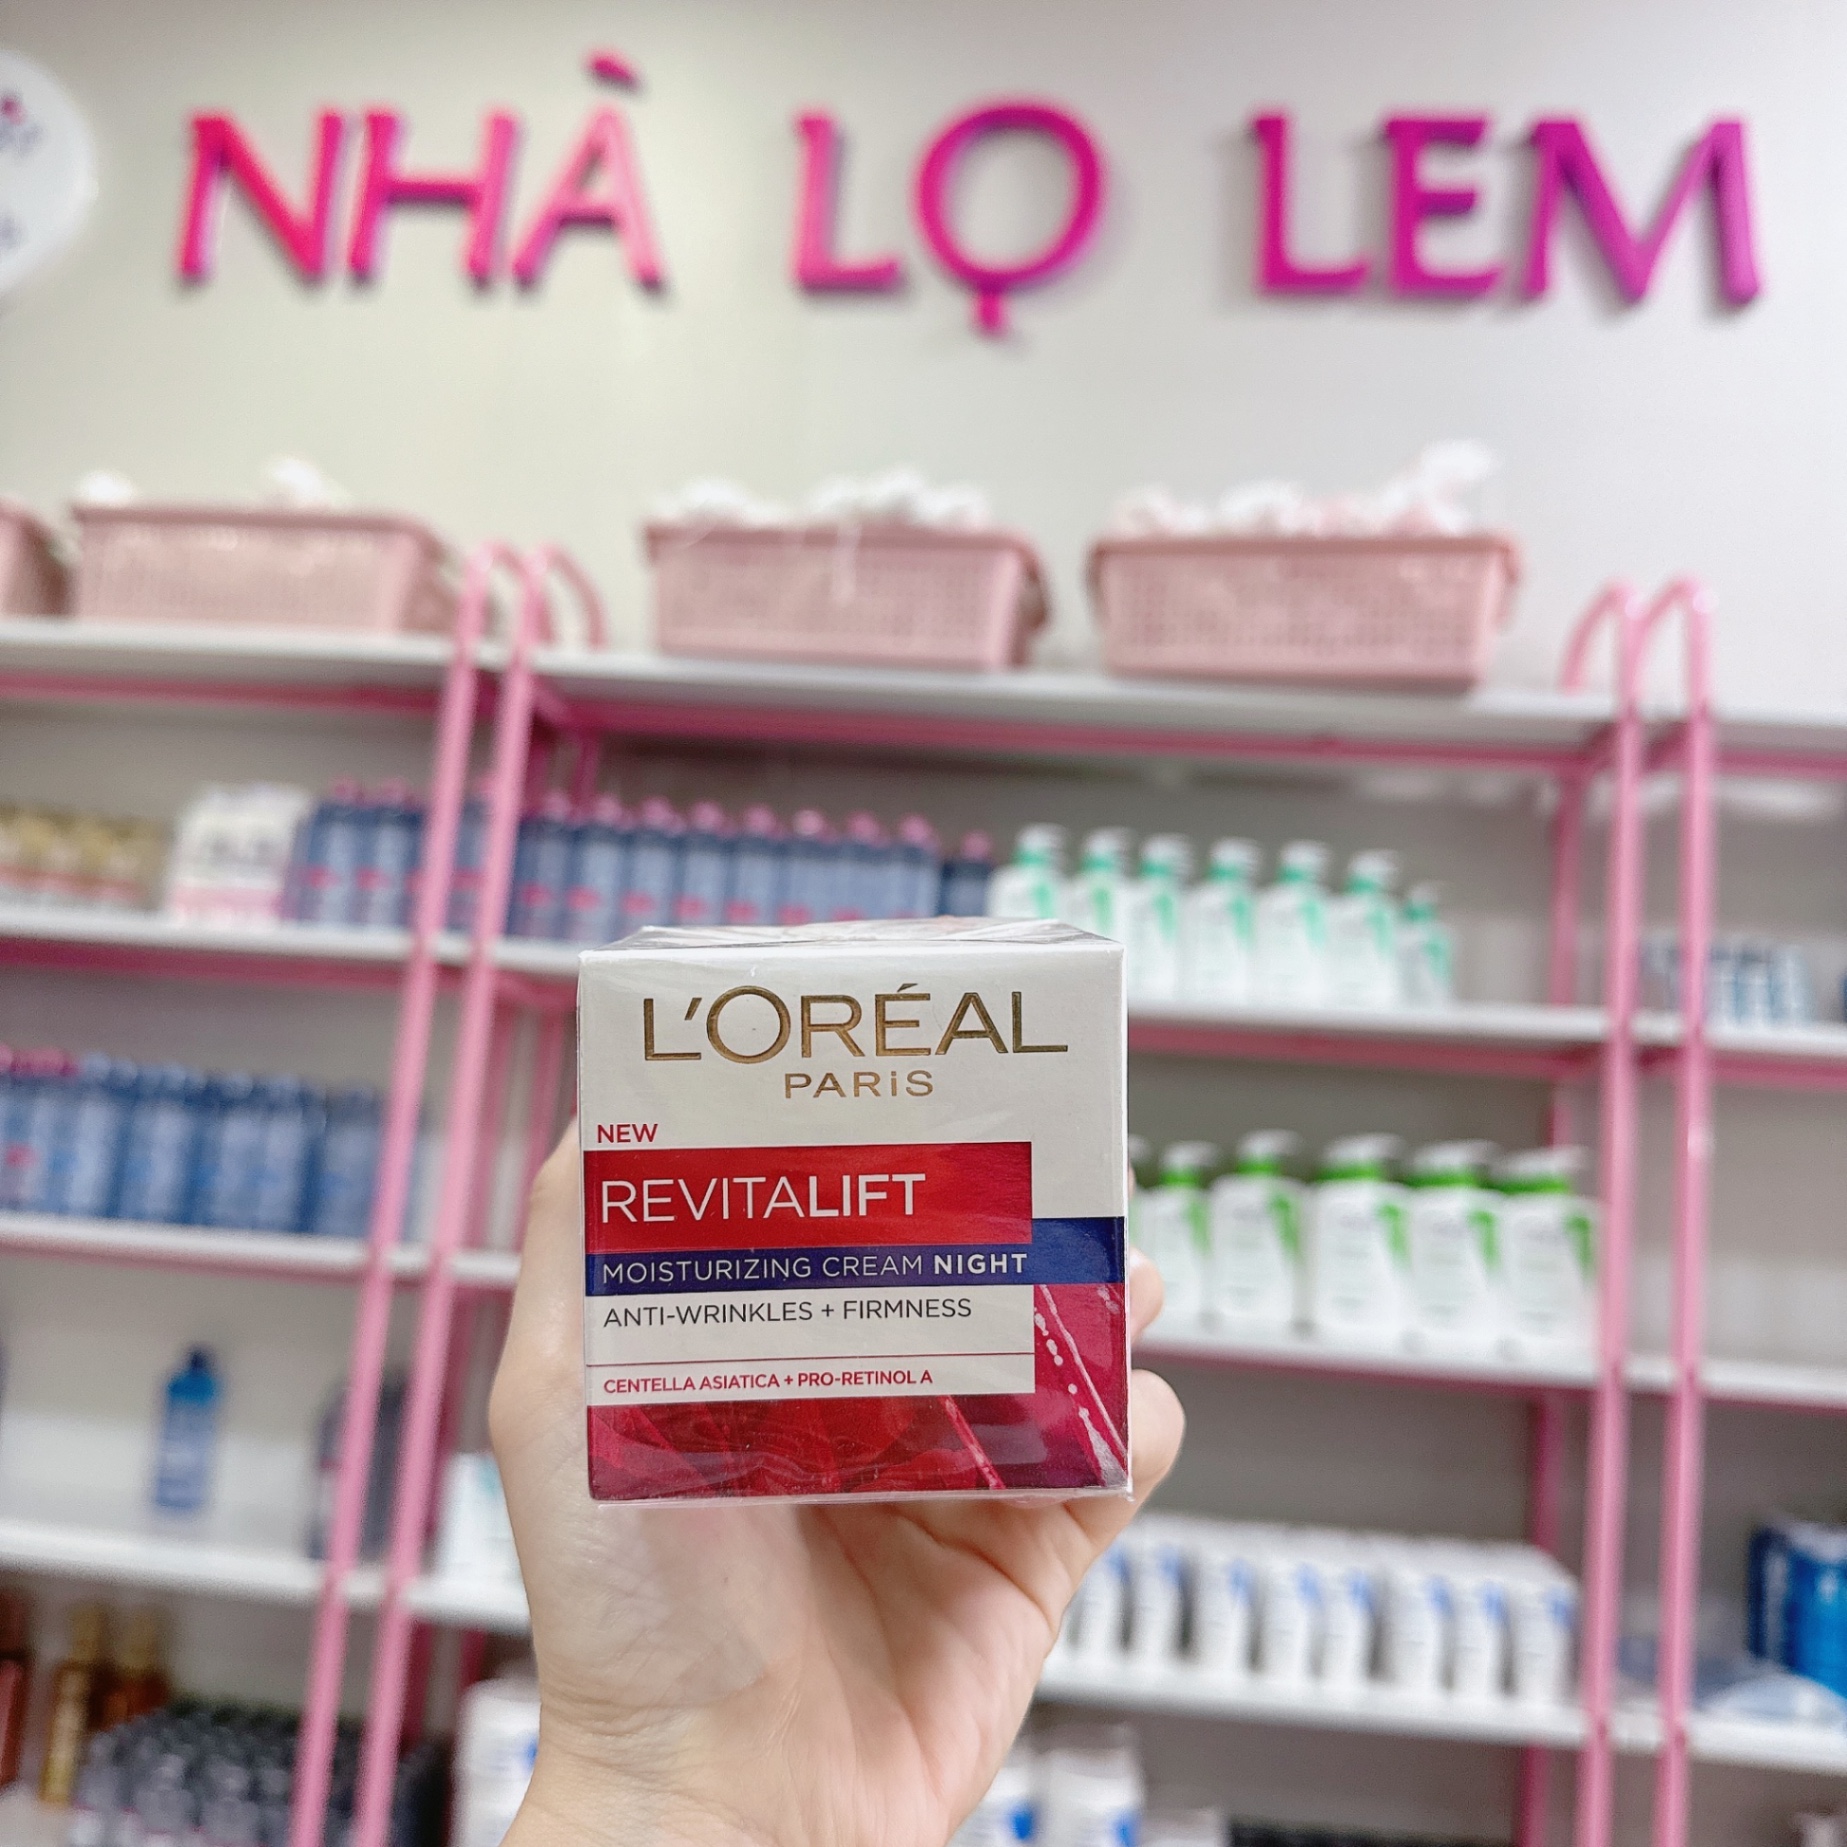 NHÀ LỌ LEM
L'ORÉAL
PARiS
NEW
REVITALIFT
MOISTURIZING CREAM NIGHT
ANTI-WRINKLES + FIRMNESS
CENTELLA ASIATICA + PRO-RETINOL A